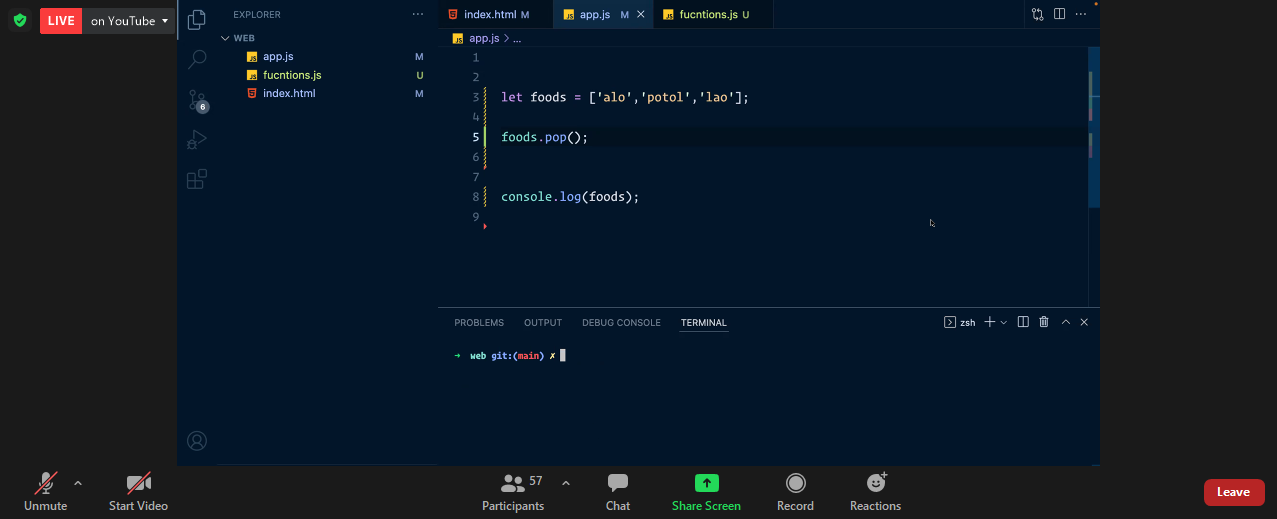 LIVE on YouTube
EXPLORER
WEB
app.js M
fucntions.js U
index.html M
6
index.html M app.js M fucntions.js U
app.js > ...
1
2
3 let foods = ['alo','potol','lao'];
4
5 foods.pop();
6
7
8 console.log(foods);
9
PROBLEMS OUTPUT DEBUG CONSOLE TERMINAL zsh
→ web git:(main) ✗
Unmute Start Video 57 Participants Chat Share Screen Record Reactions Leave